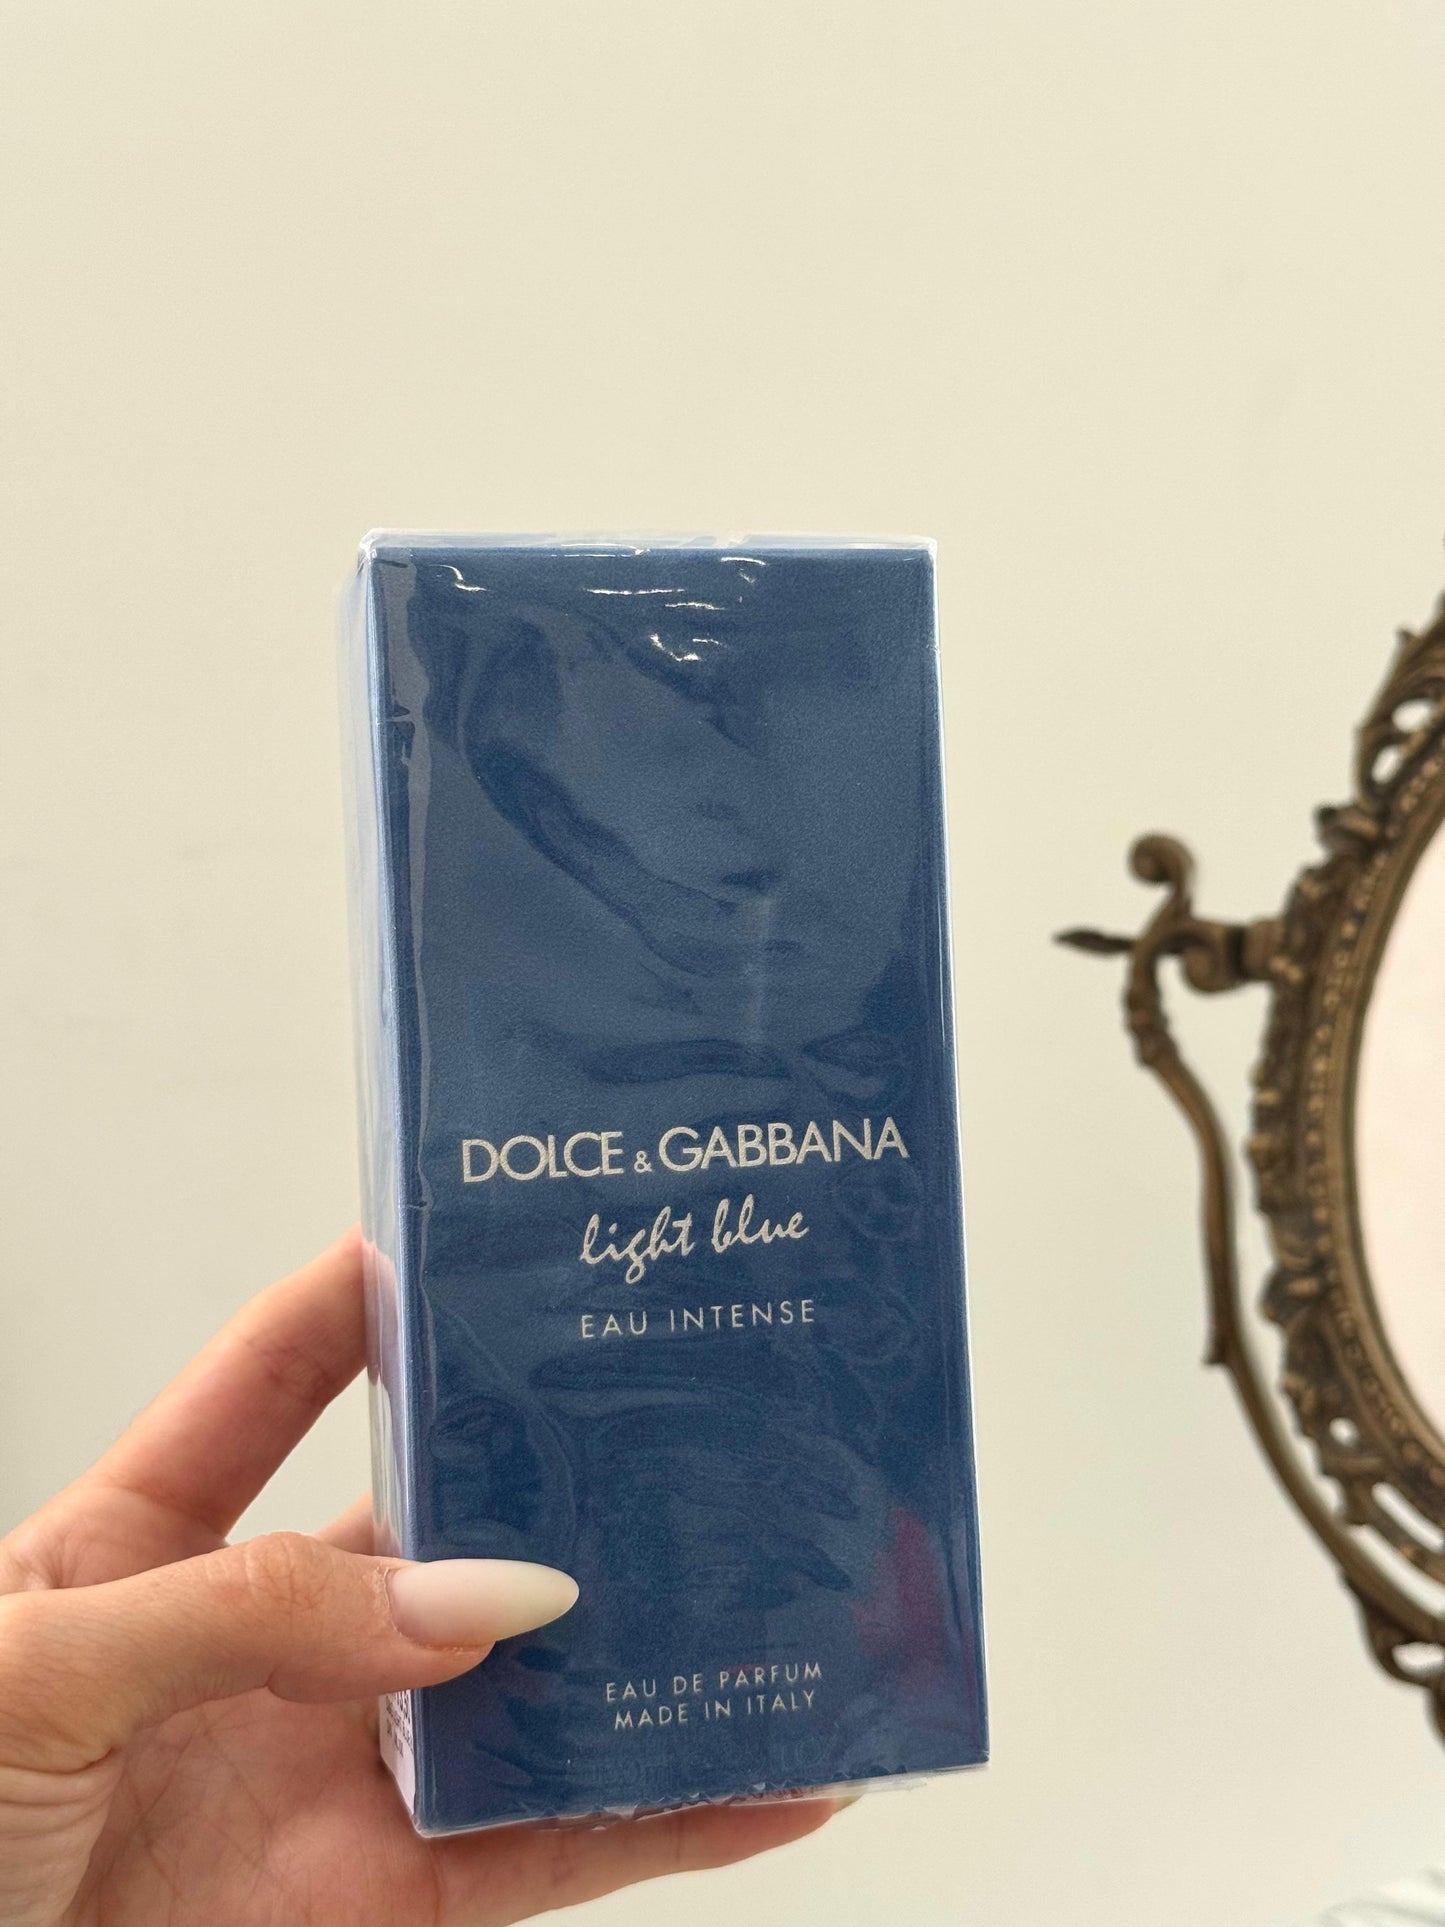 DOLCE & GABBANA
light blue
EAU INTENSE
EAU DE PARFUM
MADE IN ITALY